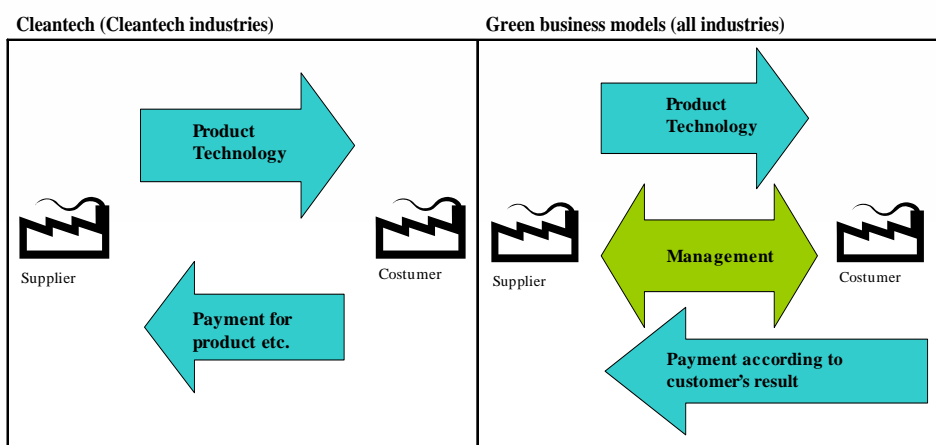 Cleantech (Cleantech industries)
Product
Technology
Supplier
Costumer
Payment for
product etc.
Green business models (all industries)
Product
Technology
Management
Supplier
Costumer
Payment according to
customer's result